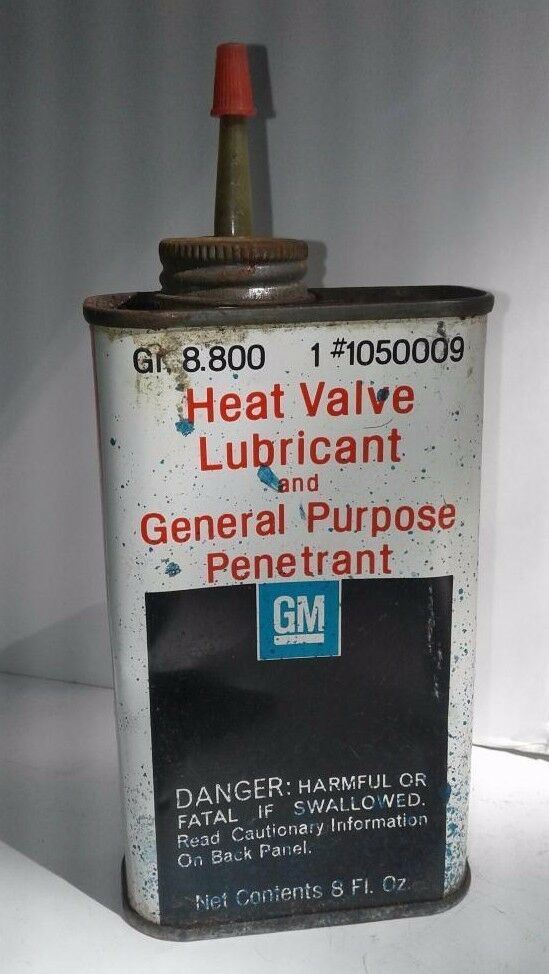 Gr. 8.800 1 #1050009
Heat Valve
Lubricant
and
General Purpose
Penetrant
GM
DANGER: HARMFUL OR
FATAL IF SWALLOWED.
Read Cautionary Information
On Back Panel.
Net Contents 8 Fl. Oz.